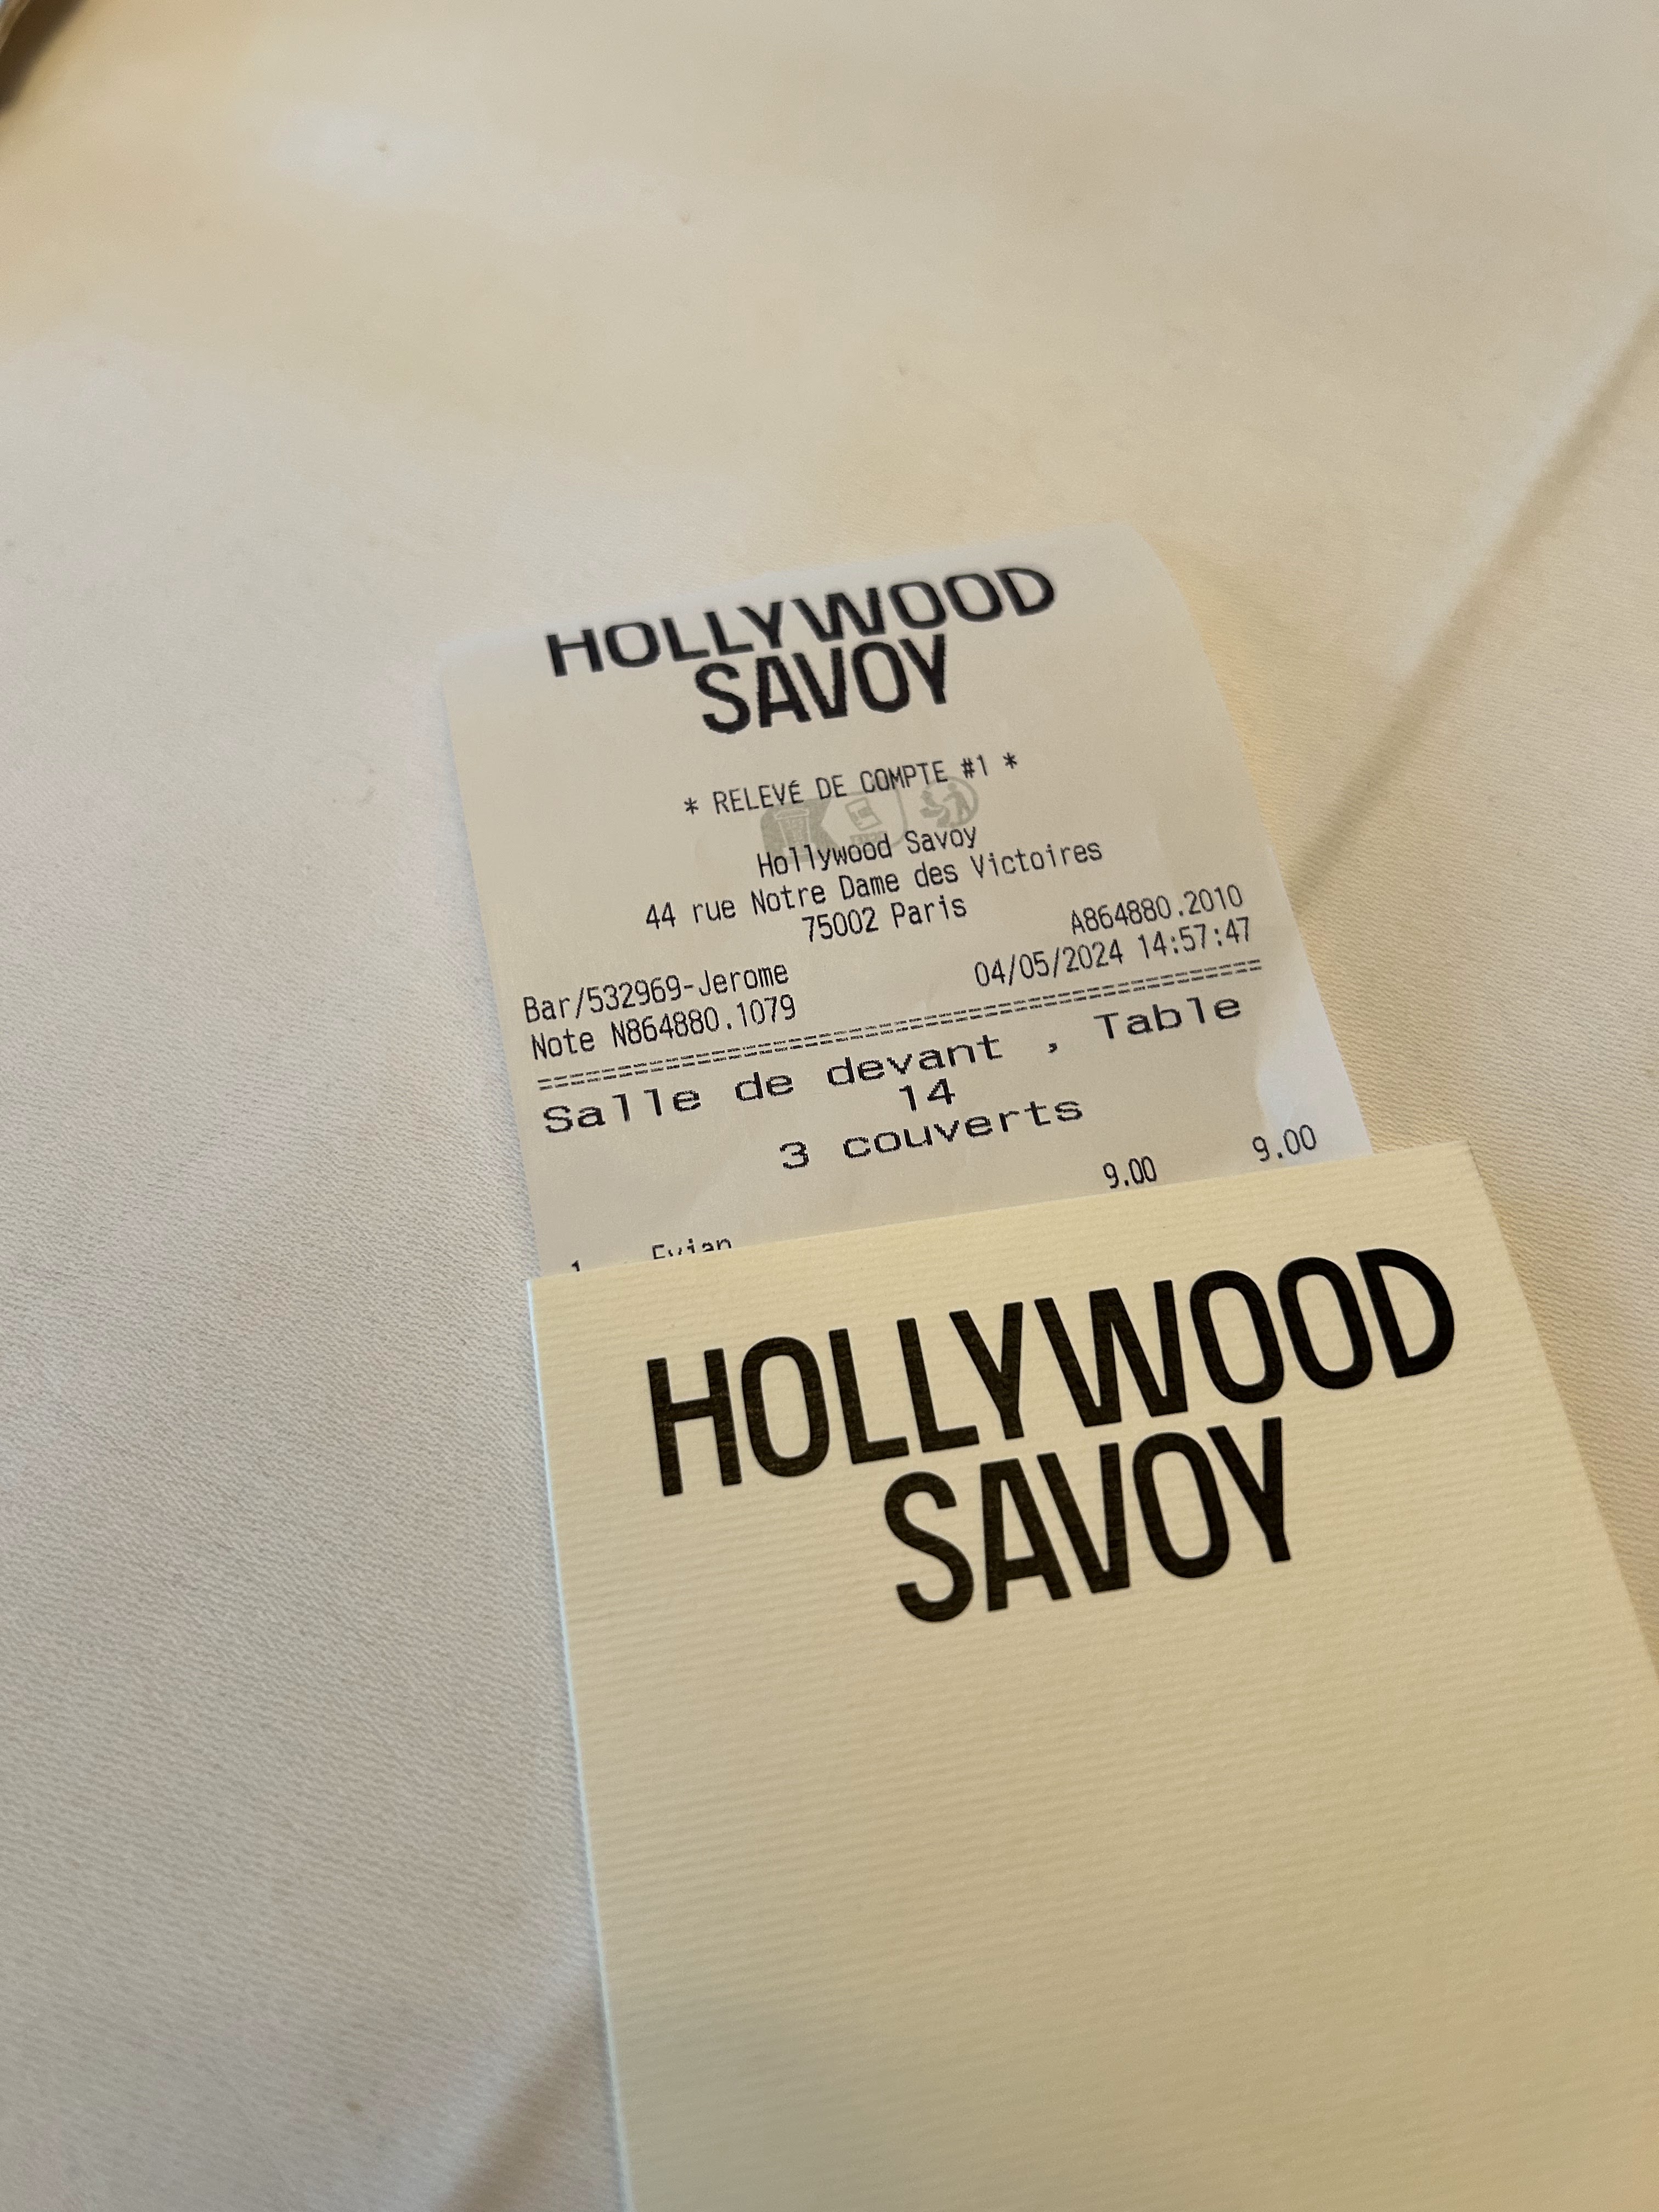 HOLLYWOOD
SAVOY
* RELEVÉ DE COMPTE #1 *
Hollywood Savoy
44 rue Notre Dame des Victoires
75002 Paris
A864880.2010
Bar/532969-Jerome 04/05/2024 14:57:47
Note N864880.1079
======================================
Salle de devant , Table
14
3 couverts
1 Evian 9.00 9.00
HOLLYWOOD
SAVOY